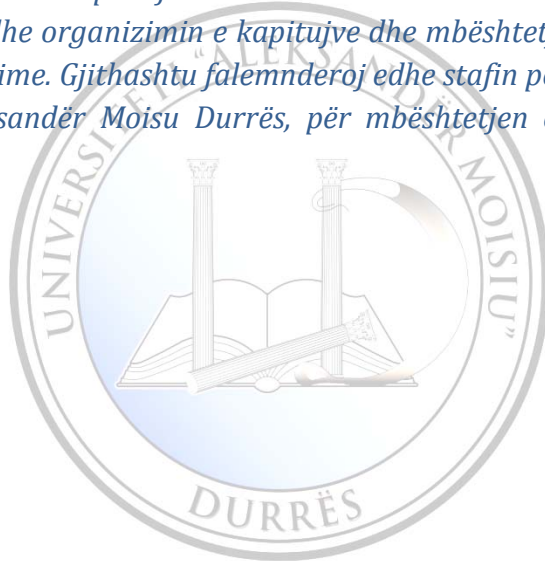 dhe organizimin e kapitujve dhe mbështetj
ime. Gjithashtu falemnderoj edhe stafin p
sandër Moisu Durrës, për mbështetjen
UNIVERSITETI "ALEKSANDËR MOISIU"
DURRËS